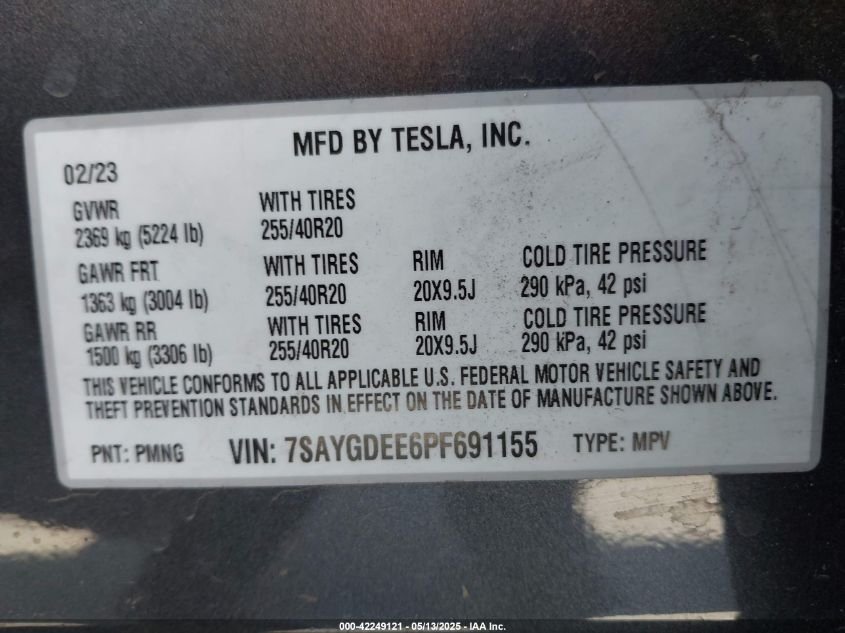 MFD BY TESLA, INC.
02/23
GVWR WITH TIRES
2369 kg (5224 lb) 255/40R20
GAWR FRT WITH TIRES RIM COLD TIRE PRESSURE
1363 kg (3004 lb) 255/40R20 20X9.5J 290 kPa, 42 psi
GAWR RR WITH TIRES RIM COLD TIRE PRESSURE
1500 kg (3306 lb) 255/40R20 20X9.5J 290 kPa, 42 psi
THIS VEHICLE CONFORMS TO ALL APPLICABLE U.S. FEDERAL MOTOR VEHICLE SAFETY AND
THEFT PREVENTION STANDARDS IN EFFECT ON THE DATE OF MANUFACTURE SHOWN ABOVE.
PNT: PMNG VIN: 7SAYGDEE6PF691155 TYPE: MPV
000-42249121 - 05/13/2025 - IAA Inc.